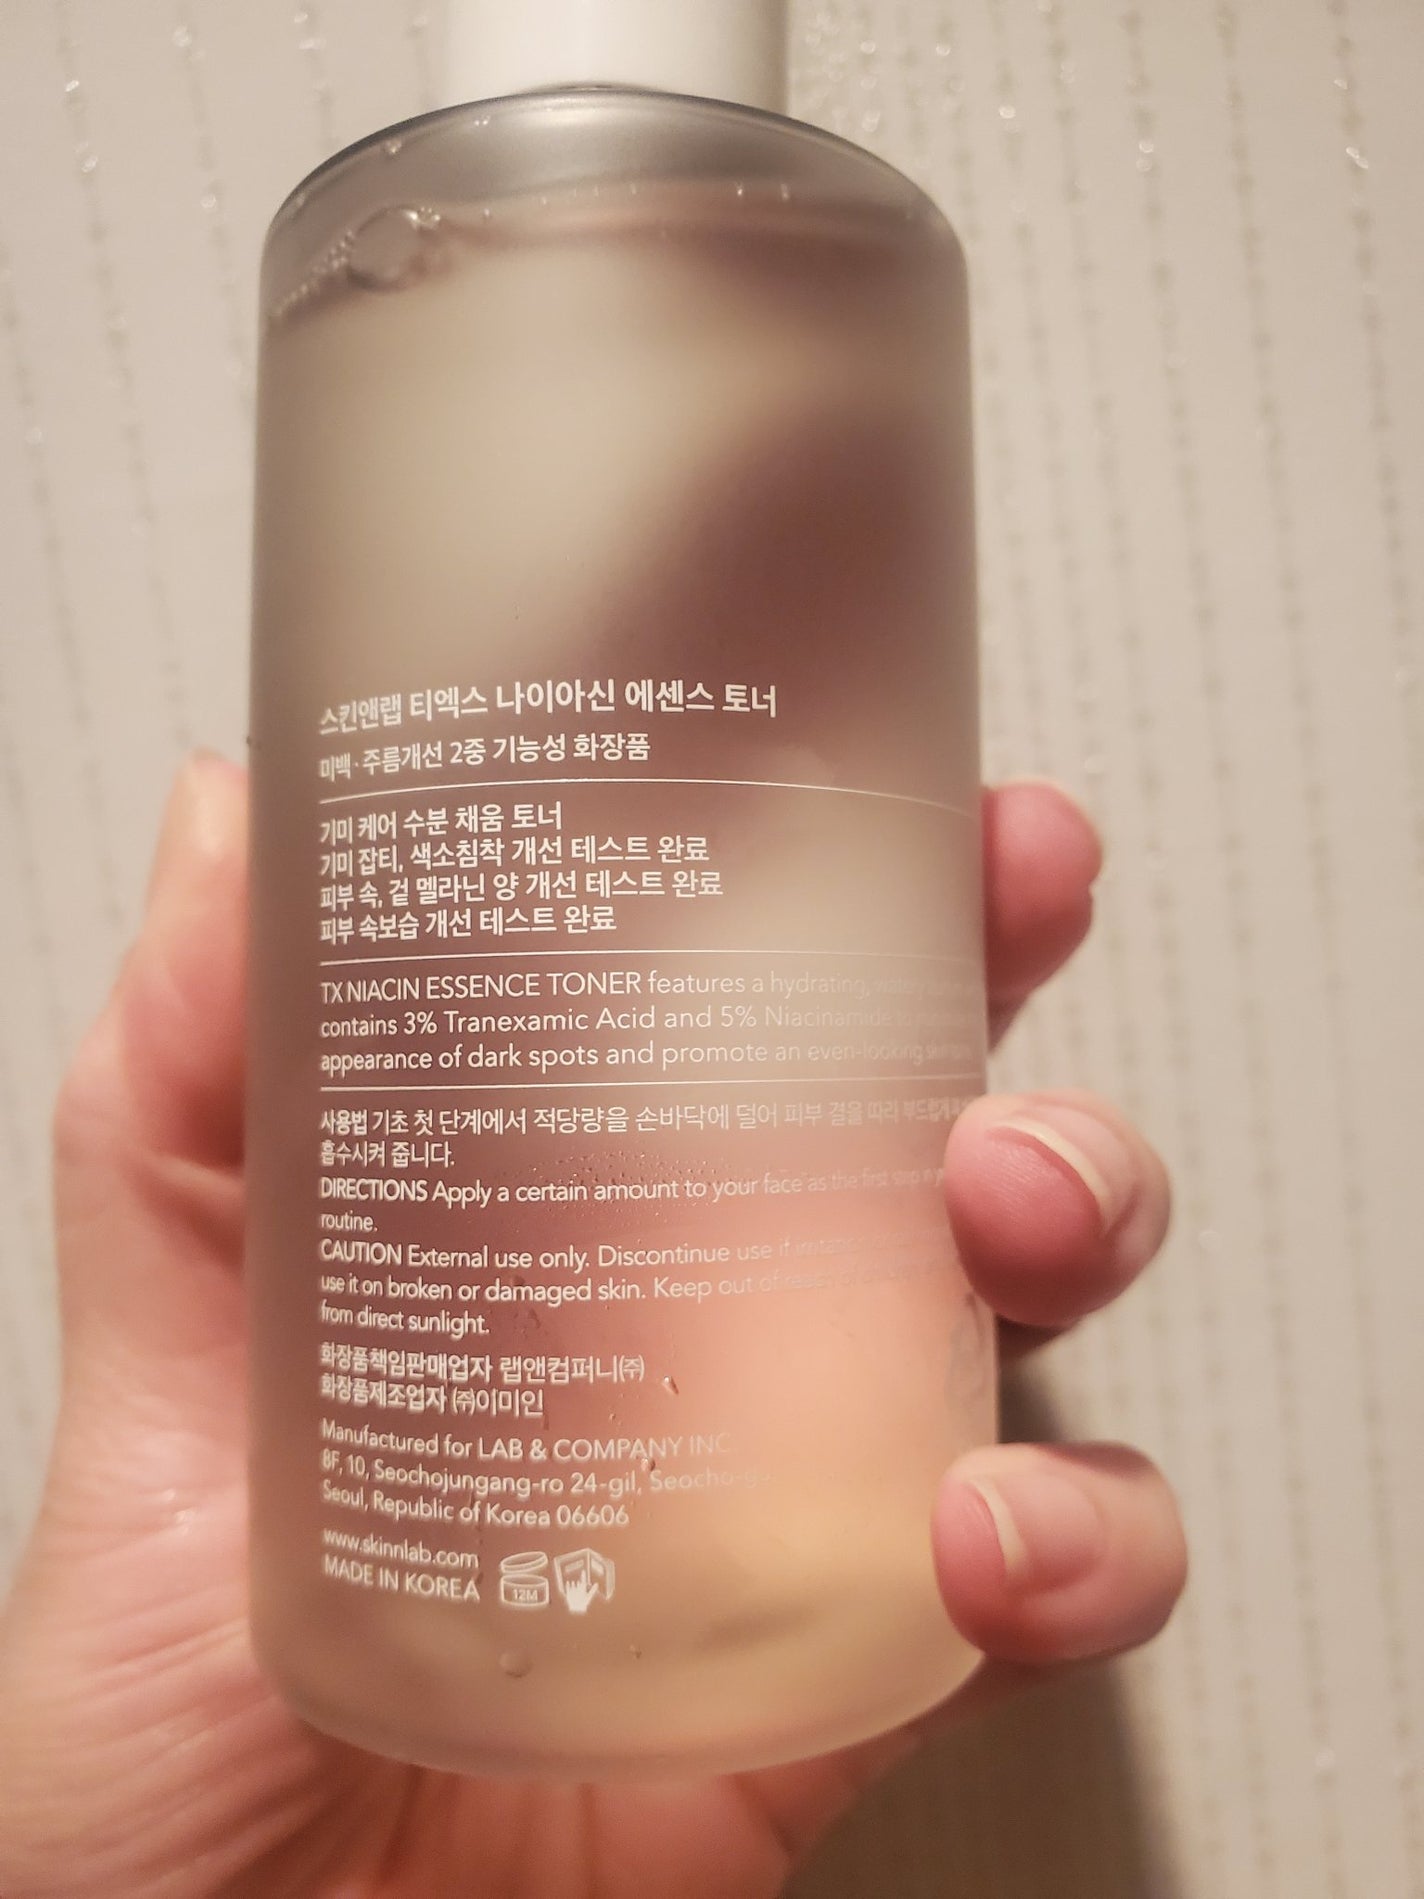 스킨앤랩 티엑스 나이아신 에센스 토너
미백·주름개선 2중 기능성 화장품
기미 케어 수분 채움 토너
기미 잡티, 색소침착 개선 테스트 완료
피부 속, 겉 멜라닌 양 개선 테스트 완료
피부 속보습 개선 테스트 완료
TX NIACIN ESSENCE TONER features a hydrating, watery
contains 3% Tranexamic Acid and 5% Niacinamide to
appearance of dark spots and promote an even-looking skin
사용법 기초 첫 단계에서 적당량을 손바닥에 덜어 피부 결을 따라 부드럽게
흡수시켜 줍니다.
DIRECTIONS Apply a certain amount to your face as the first step in
routine.
CAUTION External use only. Discontinue use if irritation
use it on broken or damaged skin. Keep out of reach of
from direct sunlight.
화장품책임판매업자 랩앤컴퍼니㈜
화장품제조업자 ㈜이미인
Manufactured for LAB & COMPANY INC.
8F, 10, Seochojungang-ro 24-gil, Seocho-gu
Seoul, Republic of Korea 06606
www.skinnlab.com
MADE IN KOREA 12M